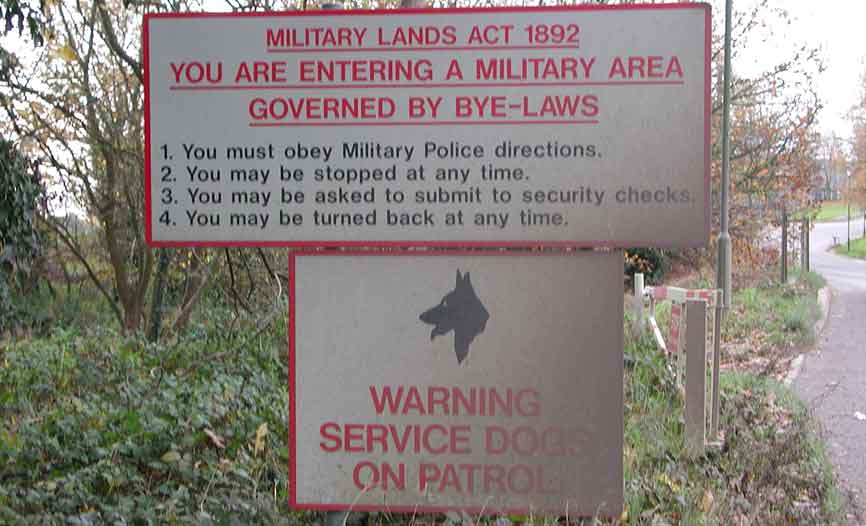 MILITARY LANDS ACT 1892
YOU ARE ENTERING A MILITARY AREA
GOVERNED BY BYE-LAWS
1. You must obey Military Police directions.
2. You may be stopped at any time.
3. You may be asked to submit to security checks.
4. You may be turned back at any time.
WARNING
SERVICE DOGS
ON PATROL